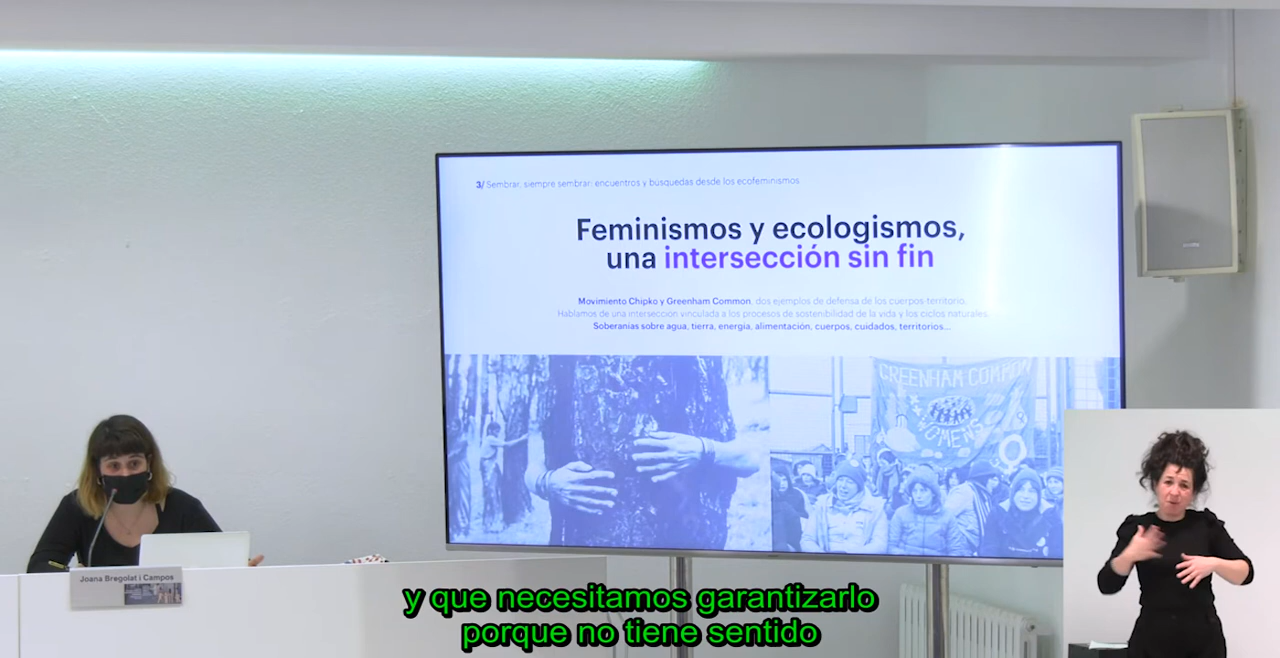 3/ Sembrar, siempre sembrar: encuentros y busquedas desde los ecofeminismos
Feminismos y ecologismos,
una intersección sin fin
Movimiento Chipko y Greenham Common, dos ejemplos de defensa de los cuerpos-territorio.
Hablamos de una intersección vinculada a los procesos de sostenibilidad de la vida y los ciclos naturales.
Soberanías sobre agua, tierra, energía, alimentación, cuerpos, cuidados, territorios...
GREENHAM COMMON
WOMENS
Joana Bregolat i Campos
y que necesitamos garantizarlo
porque no tiene sentido